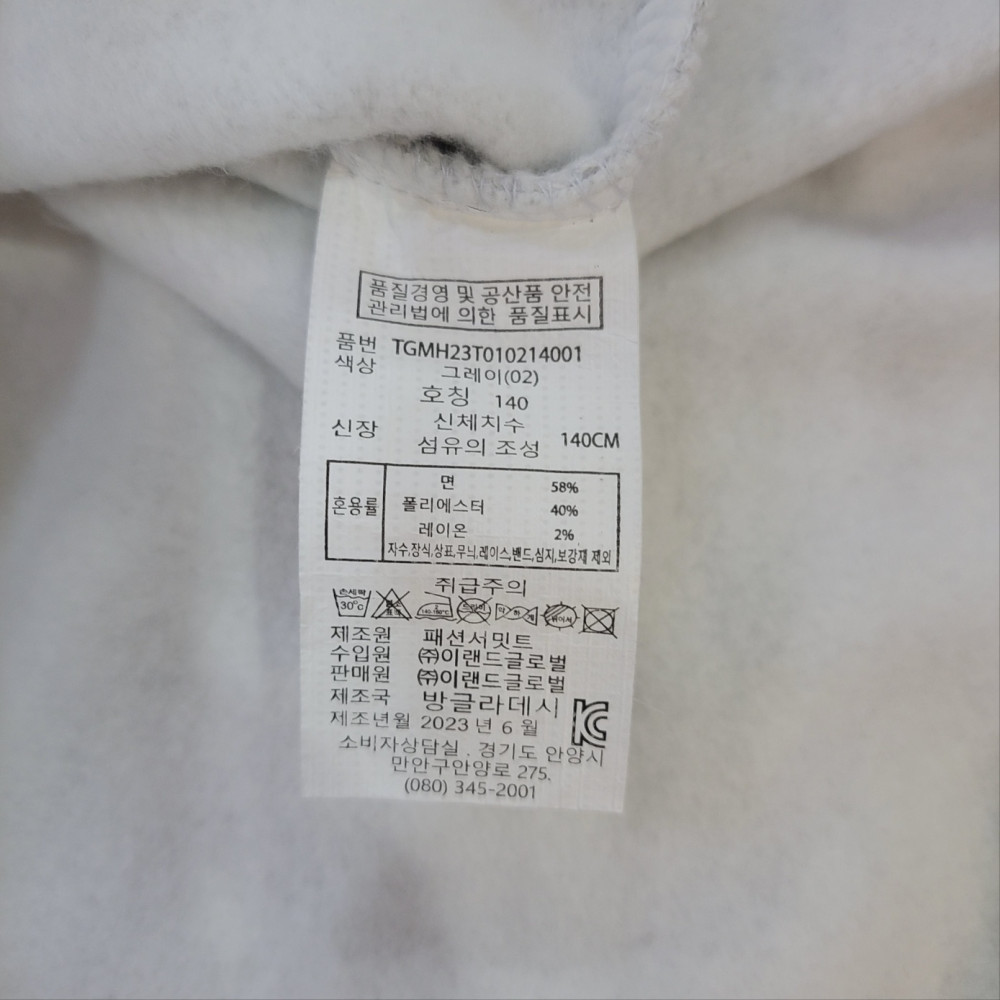 품질경영 및 공산품 안전
관리법에 의한 품질표시
품번 TGMH23T010214001
색상 그레이(02)
호칭 140
신체치수
신장 140CM
섬유의 조성
혼용률
면 58%
폴리에스터 40%
레이온 2%
자수,장식,상표,무늬,레이스,밴드,심지,보강재 제외
취급주의
손세탁
30°C
제조원 패션서밋트
수입원 ㈜이랜드글로벌
판매원 ㈜이랜드글로벌
제조국 방글라데시
제조년월 2023 년 6 월
소비자상담실 . 경기도 안양시
만안구안양로 275.
(080) 345-2001